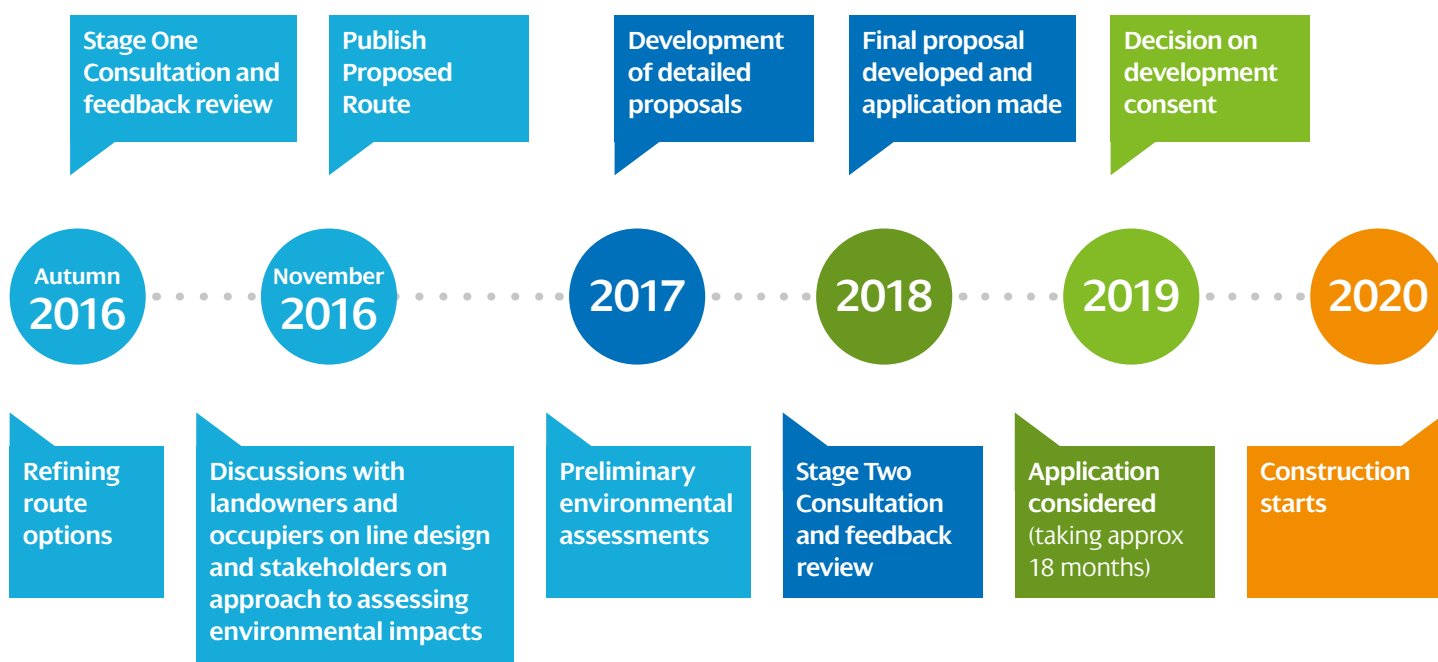 Stage One
Consultation and
feedback review
Publish
Proposed
Route
Development
of detailed
proposals
Final proposal
developed and
application made
Decision on
development
consent
Autumn
2016
November
2016
2017
2018
2019
2020
Refining
route
options
Discussions with
landowners and
occupiers on line design
and stakeholders on
approach to assessing
environmental impacts
Preliminary
environmental
assessments
Stage Two
Consultation
and feedback
review
Application
considered
(taking approx
18 months)
Construction
starts